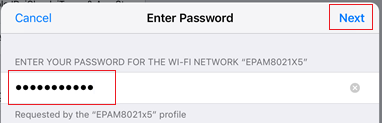 Cancel Enter Password Next
ENTER YOUR PASSWORD FOR THE WI-FI NETWORK “EPAM8021X5”
●●●●●●●●●●●
Requested by the “EPAM8021x5” profile